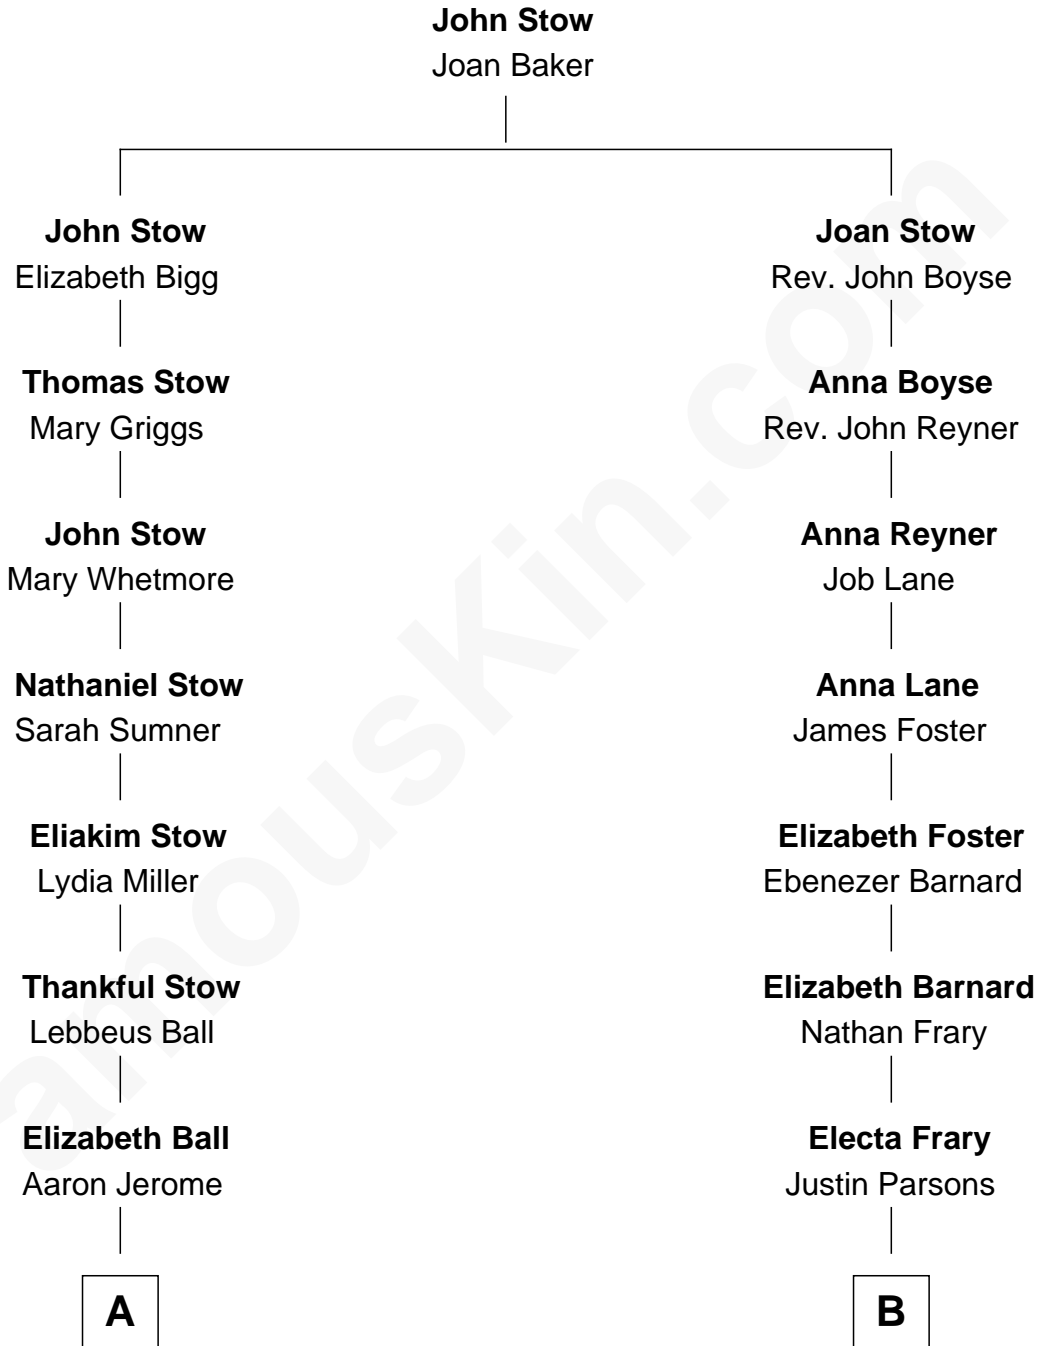 John Stow
Joan Baker
John Stow
Elizabeth Bigg
Thomas Stow
Mary Griggs
John Stow
Mary Whetmore
Nathaniel Stow
Sarah Sumner
Eliakim Stow
Lydia Miller
Thankful Stow
Lebbeus Ball
Elizabeth Ball
Aaron Jerome
A
Joan Stow
Rev. John Boyse
Anna Boyse
Rev. John Reyner
Anna Reyner
Job Lane
Anna Lane
James Foster
Elizabeth Foster
Ebenezer Barnard
Elizabeth Barnard
Nathan Frary
Electa Frary
Justin Parsons
B
amousKin.com